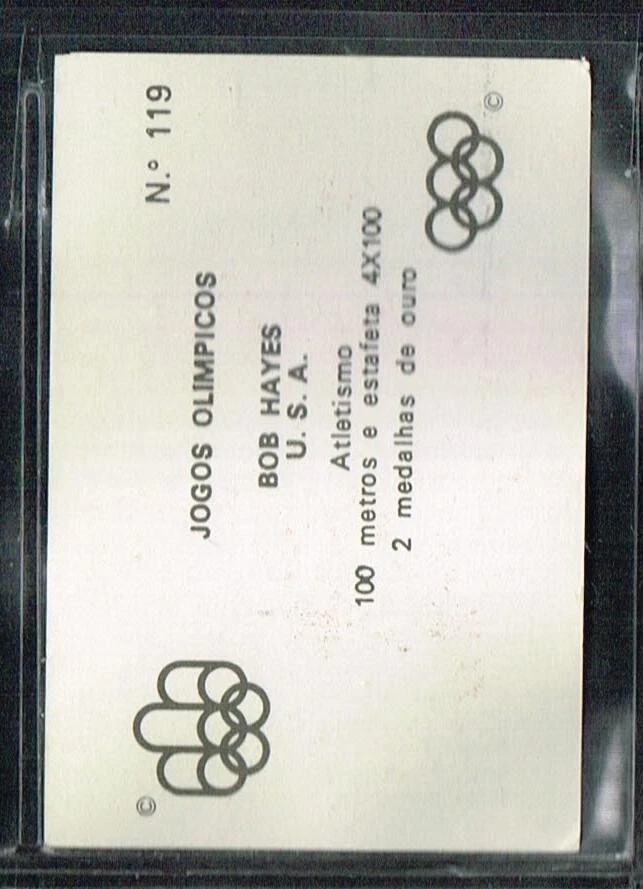 N.º 119
JOGOS OLIMPICOS
BOB HAYES
U. S. A.
Atletismo
100 metros e estafeta 4X100
2 medalhas de ouro
©
©